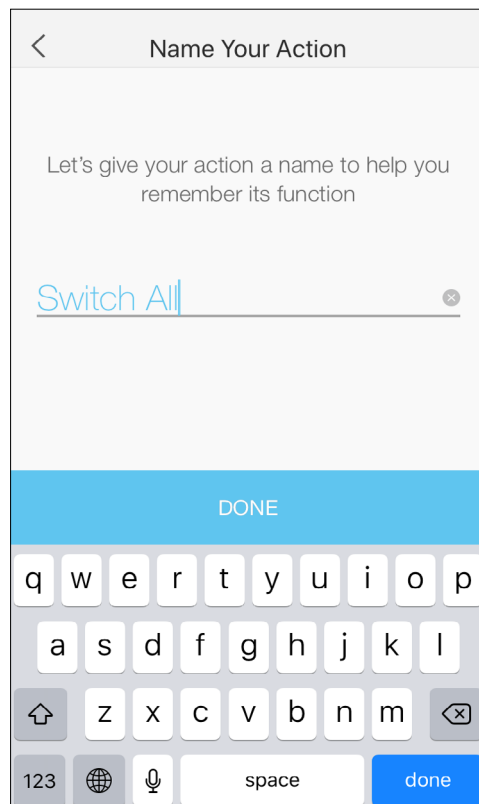 Name Your Action
Let's give your action a name to help you
remember its function
Switch All
DONE
q w e r t y u i o p
a s d f g h j k l
z x c v b n m
123 space done